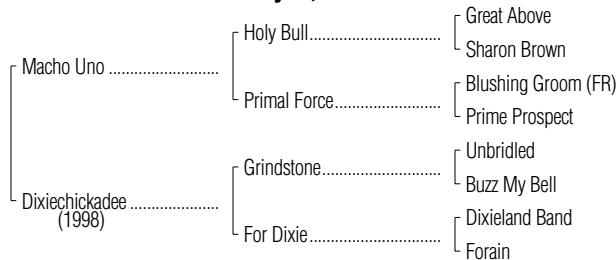 Great Above
Holy Bull
Sharon Brown
Macho Uno
Blushing Groom (FR)
Primal Force
Prime Prospect
Unbridled
Grindstone
Buzz My Bell
Dixiechickadee
(1998)
Dixieland Band
For Dixie
Forain